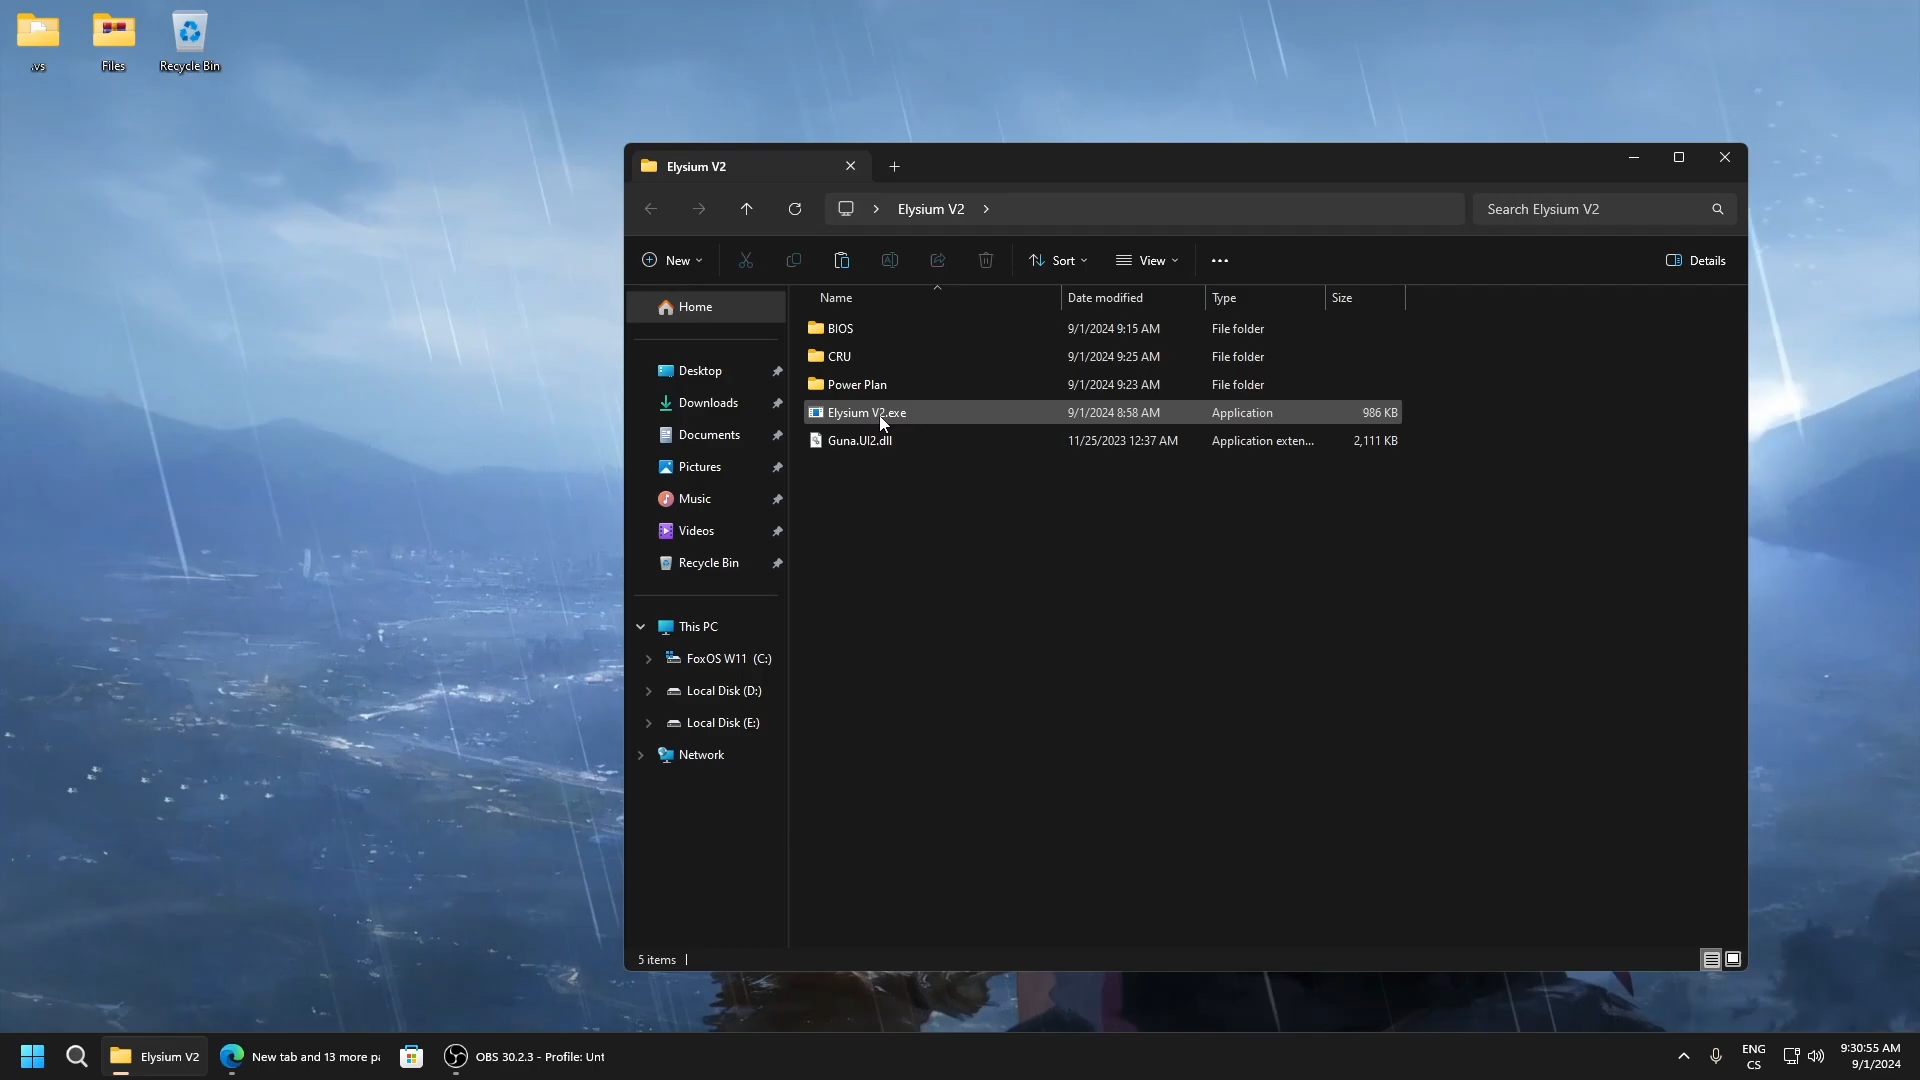 .vs
Files
Recycle Bin
Elysium V2
Elysium V2
Search Elysium V2
New
Sort
View
Details
Home
Name
Date modified
Type
Size
BIOS
9/1/2024 9:15 AM
File folder
CRU
9/1/2024 9:25 AM
File folder
Power Plan
9/1/2024 9:23 AM
File folder
Elysium V2.exe
9/1/2024 8:58 AM
Application
986 KB
Guna.UI2.dll
11/25/2023 12:37 AM
Application exten...
2,111 KB
Desktop
Downloads
Documents
Pictures
Music
Videos
Recycle Bin
This PC
FoxOS W11 (C:)
Local Disk (D:)
Local Disk (E:)
Network
5 items
Elysium V2
New tab and 13 more pa
OBS 30.2.3 - Profile: Unt
ENG
CS
9:30:55 AM
9/1/2024